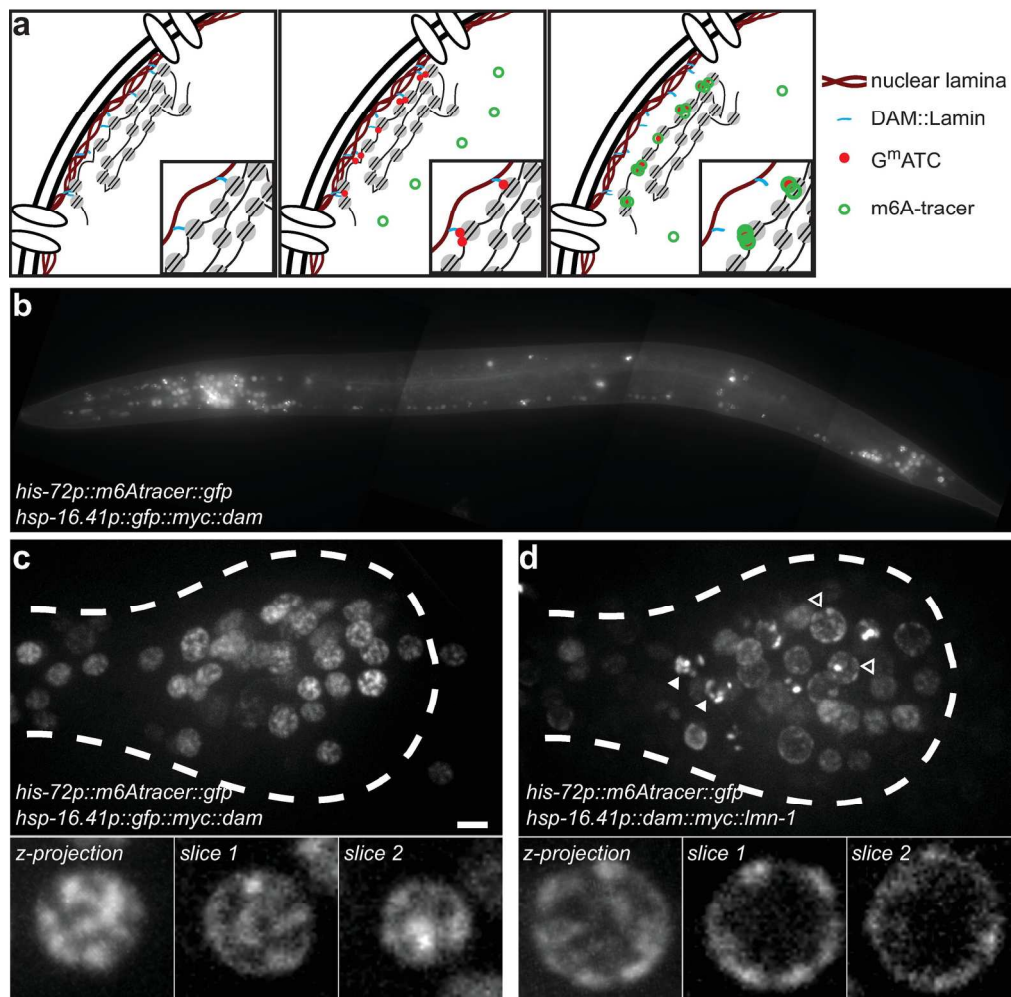 a
nuclear lamina
DAM::Lamin
GᵐATC
m6A-tracer
b
his-72p::m6Atracer::gfp
hsp-16.41p::gfp::myc::dam
c
his-72p::m6Atracer::gfp
hsp-16.41p::gfp::myc::dam
z-projection
slice 1
slice 2
d
his-72p::m6Atracer::gfp
hsp-16.41p::dam::myc::lmn-1
z-projection
slice 1
slice 2